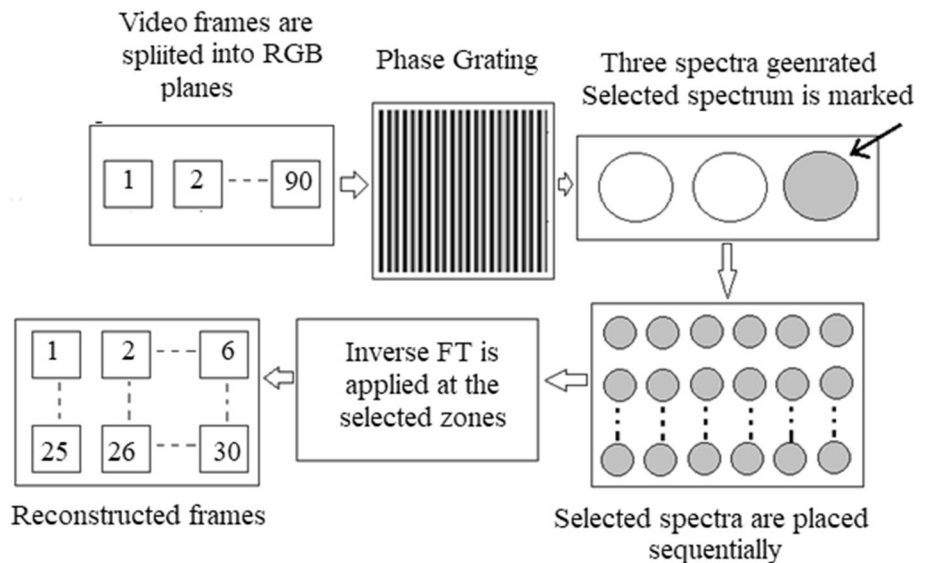 Video frames are
spliited into RGB
planes
Phase Grating
Three spectra geenrated
Selected spectrum is marked
1 2 90
1 2 6
25 26 30
Inverse FT is
applied at the
selected zones
Reconstructed frames
Selected spectra are placed
sequentially